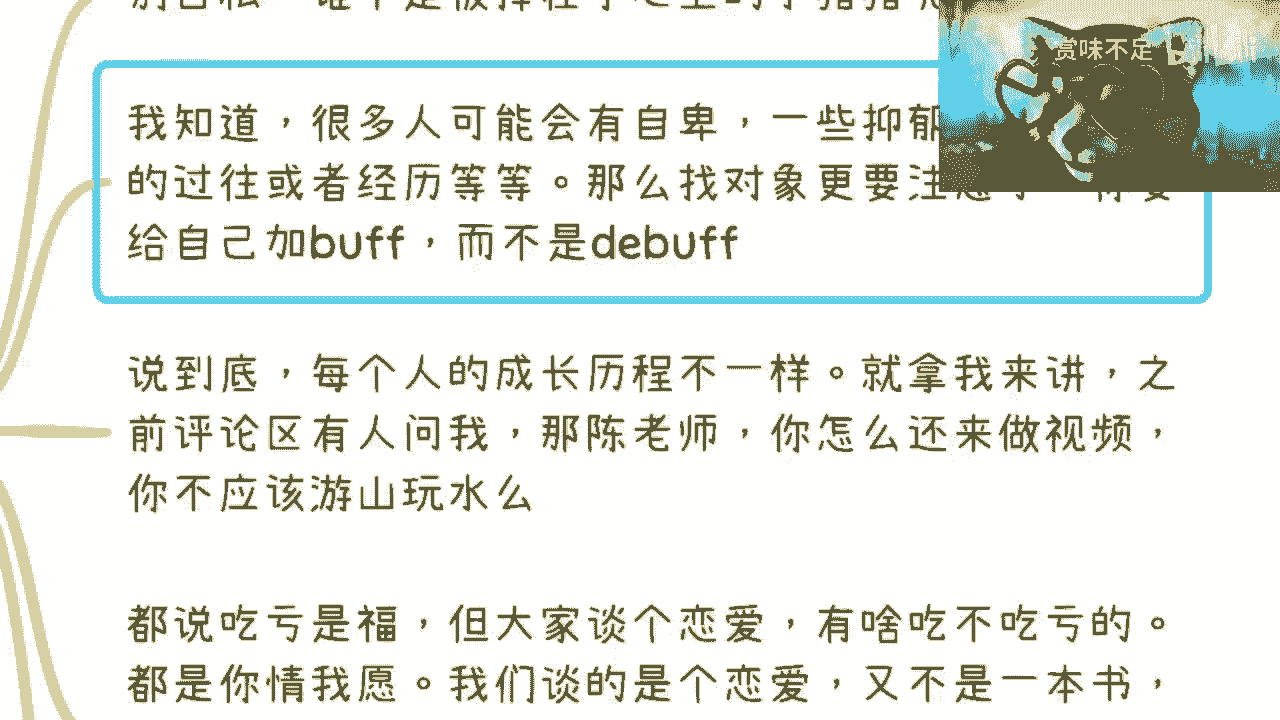 赏味不足
我知道，很多人可能会有自卑，一些抑郁
的过往或者经历等等。那么找对象更要注
给自己加buff，而不是debuff
说到底，每个人的成长历程不一样。就拿我来讲，之
前评论区有人问我，那陈老师，你怎么还来做视频，
你不应该游山玩水么
都说吃亏是福，但大家谈个恋爱，有啥吃不吃亏的。
都是你情我愿。我们谈的是个恋爱，又不是一本书，